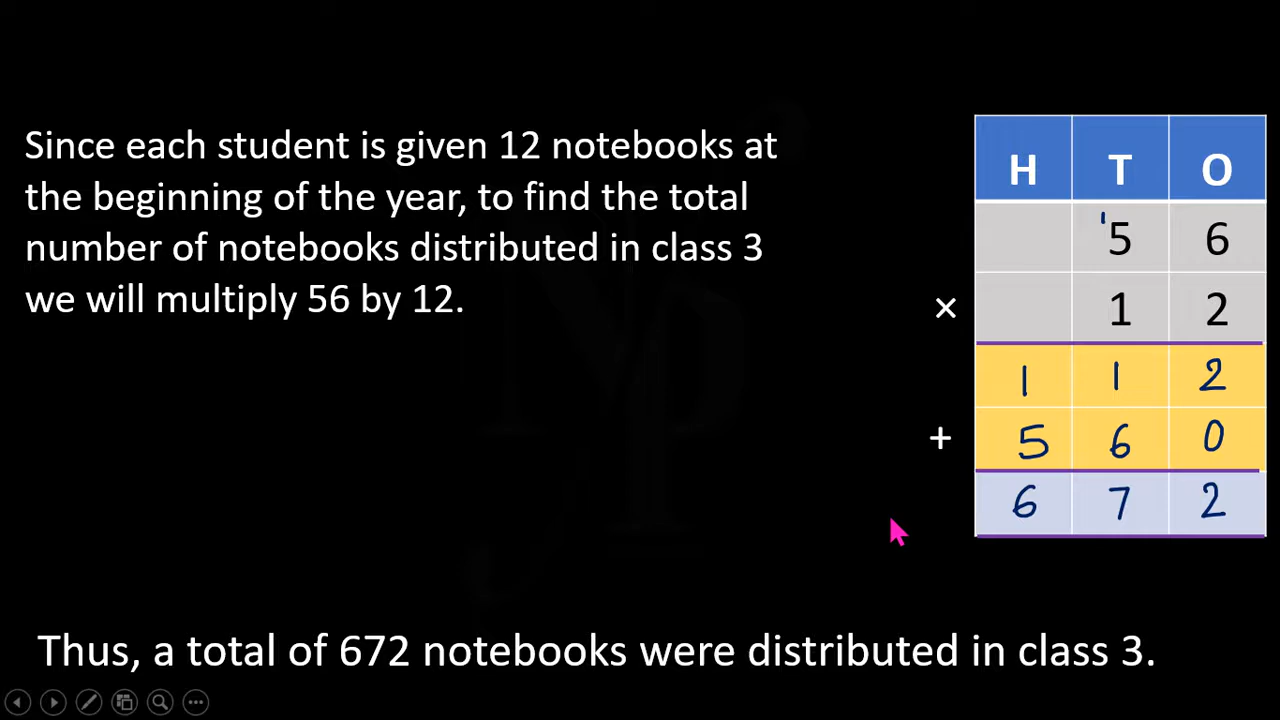 Since each student is given 12 notebooks at
the beginning of the year, to find the total
number of notebooks distributed in class 3
we will multiply 56 by 12.
H T O
1
5 6
× 1 2
1 1 2
+ 5 6 0
6 7 2
Thus, a total of 672 notebooks were distributed in class 3.